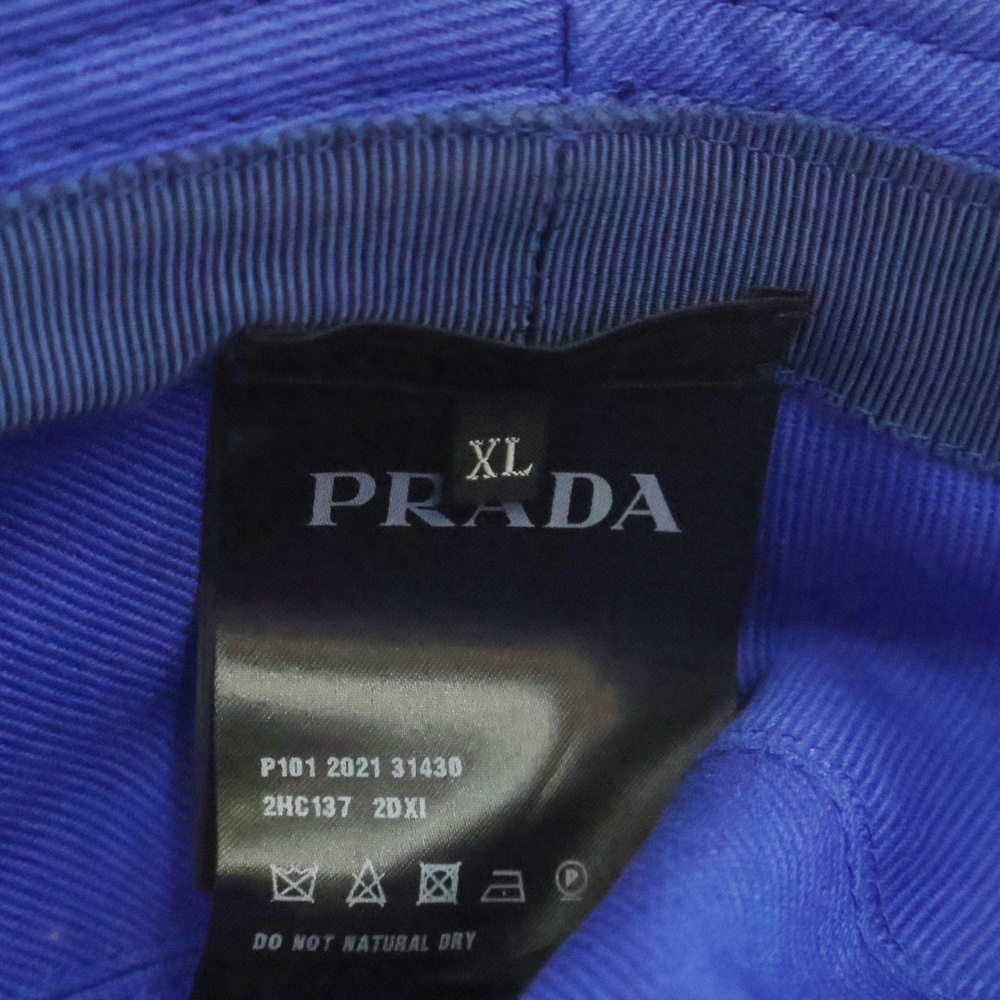 XL
PRADA
P101 2021 31430
2HC137 2DXI
P
DO NOT NATURAL DRY